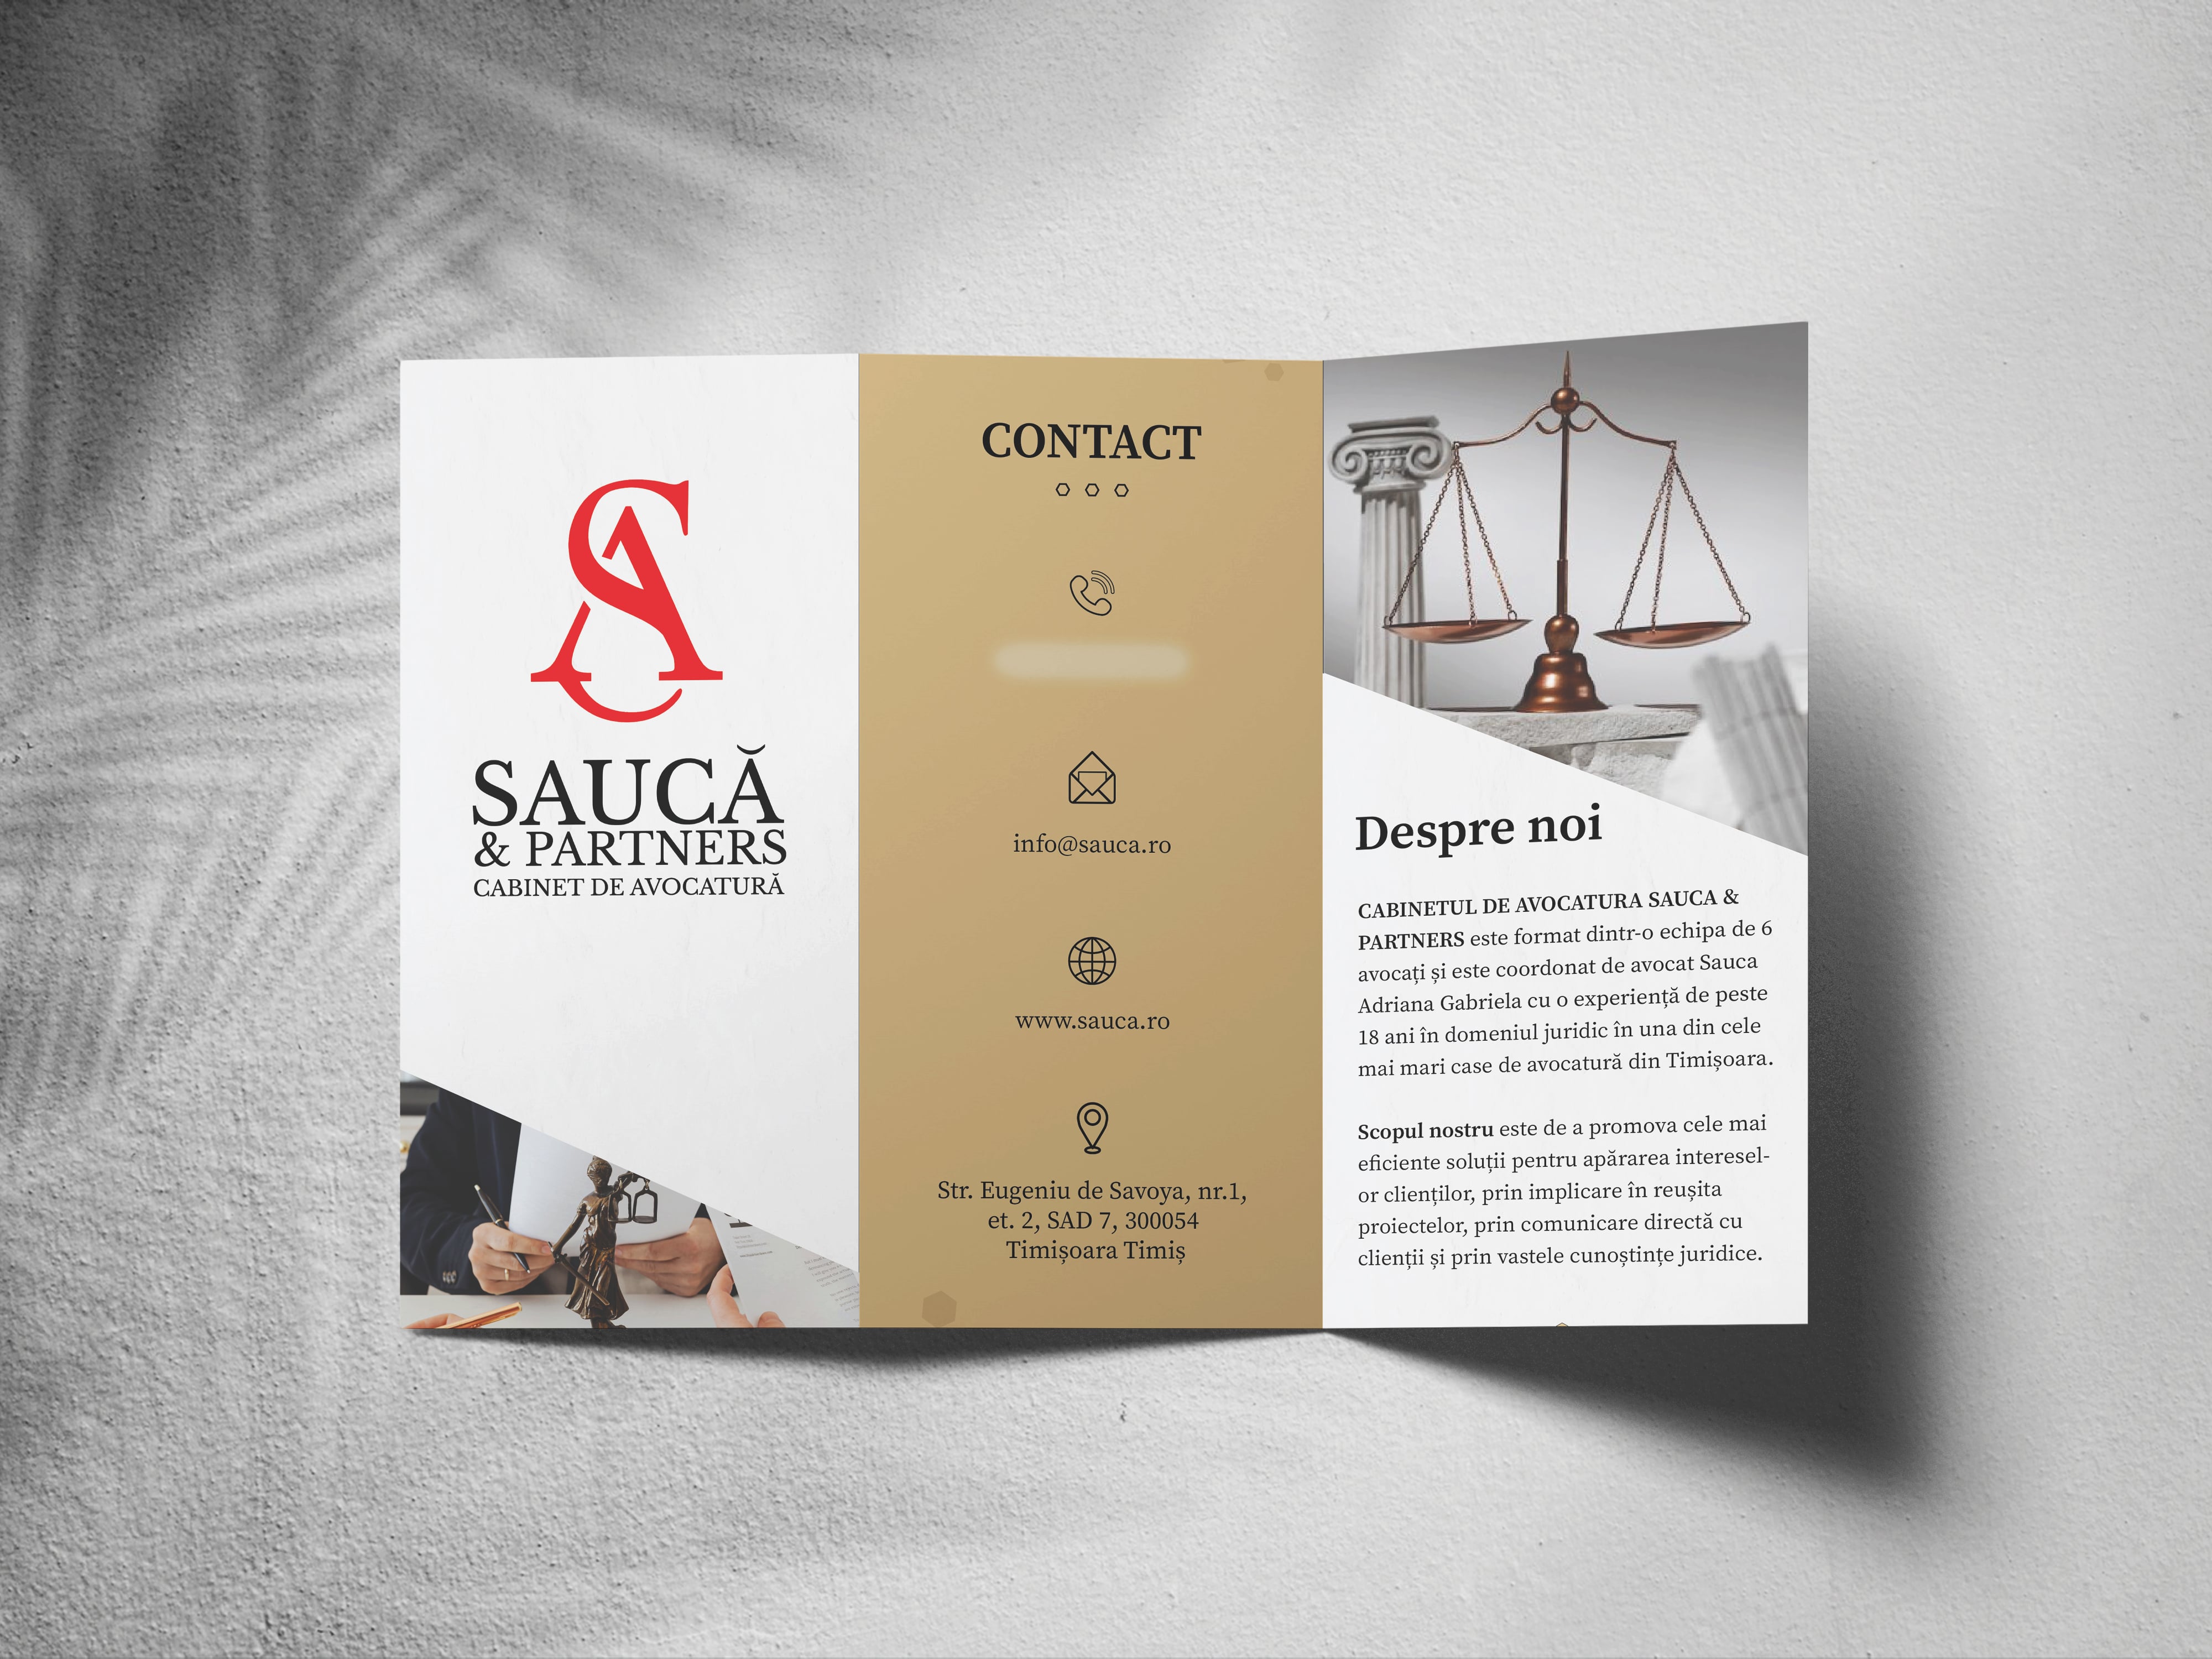 SA
SAUCĂ
& PARTNERS
CABINET DE AVOCATURĂ
CONTACT
info@sauca.ro
www.sauca.ro
Str. Eugeniu de Savoya, nr.1,
et. 2, SAD 7, 300054
Timișoara Timiș
Despre noi
CABINETUL DE AVOCATURA SAUCA &
PARTNERS este format dintr-o echipa de 6
avocați și este coordonat de avocat Sauca
Adriana Gabriela cu o experiență de peste
18 ani în domeniul juridic în una din cele
mai mari case de avocatură din Timișoara.
Scopul nostru este de a promova cele mai
eficiente soluții pentru apărarea interesel-
or clienților, prin implicare în reușita
proiectelor, prin comunicare directă cu
clienții și prin vastele cunoștințe juridice.